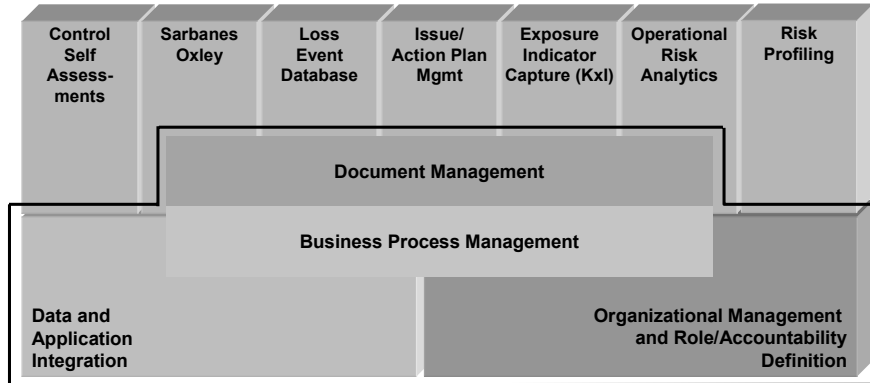 Control
Self
Assess-
ments
Sarbanes
Oxley
Loss
Event
Database
Issue/
Action Plan
Mgmt
Exposure
Indicator
Capture (KxI)
Operational
Risk
Analytics
Risk
Profiling
Document Management
Business Process Management
Data and
Application
Integration
Organizational Management
and Role/Accountability
Definition